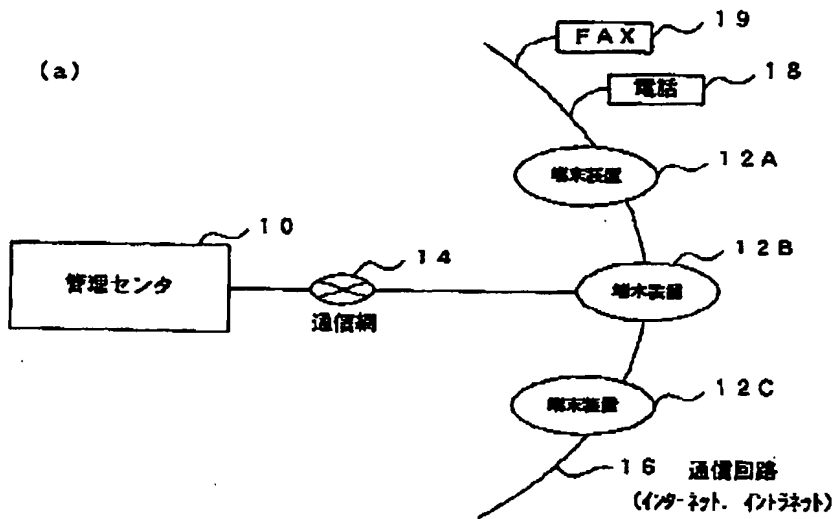 (a)
FAX
19
電話
18
端末装置
12A
管理センタ
10
14
通信網
端末装置
12B
端末装置
12C
16 通信回路
(インターネット．イントラネット)